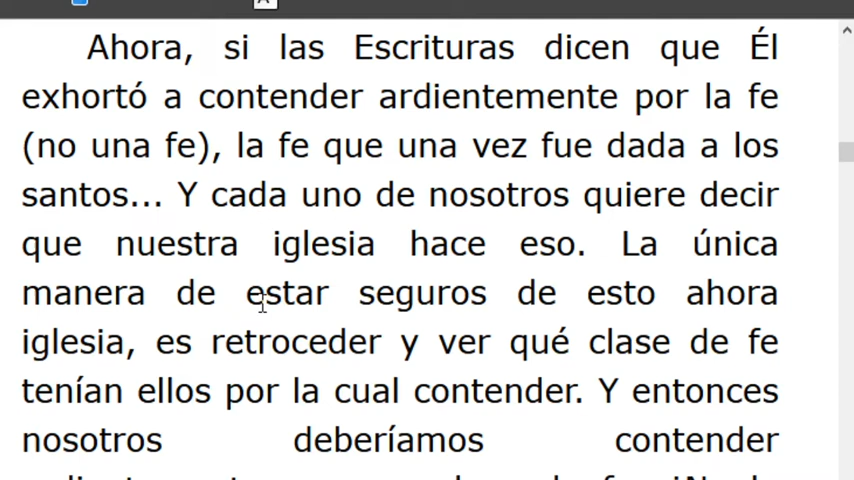 Ahora, si las Escrituras dicen que Él
exhortó a contender ardientemente por la fe
(no una fe), la fe que una vez fue dada a los
santos... Y cada uno de nosotros quiere decir
que nuestra iglesia hace eso. La única
manera de estar seguros de esto ahora
iglesia, es retroceder y ver qué clase de fe
tenían ellos por la cual contender. Y entonces
nosotros deberíamos contender